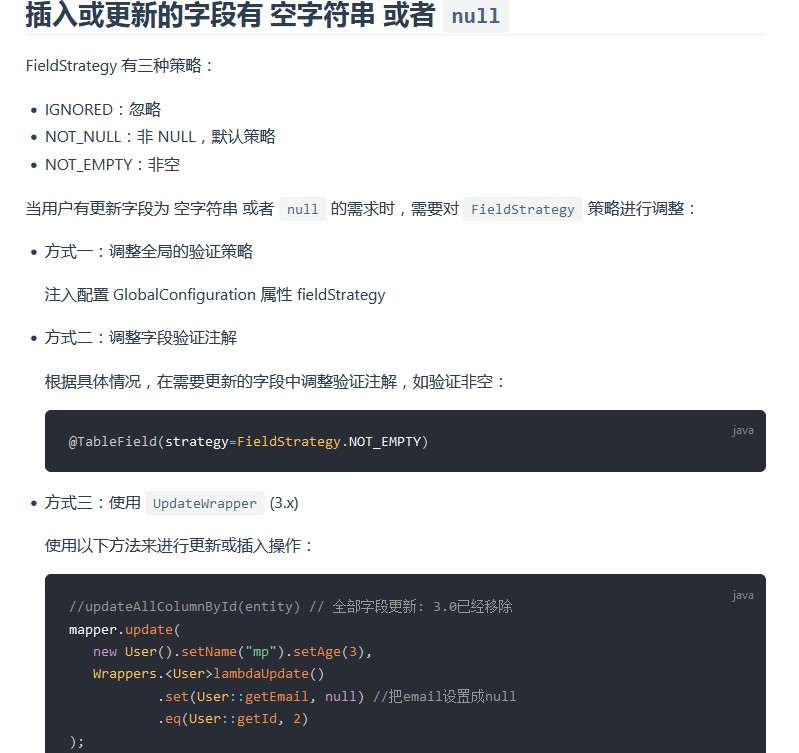 插入或更新的字段有 空字符串 或者 null
FieldStrategy 有三种策略：
• IGNORED：忽略
• NOT_NULL：非 NULL，默认策略
• NOT_EMPTY：非空
当用户有更新字段为 空字符串 或者 null 的需求时，需要对 FieldStrategy 策略进行调整：
• 方式一：调整全局的验证策略
注入配置 GlobalConfiguration 属性 fieldStrategy
• 方式二：调整字段验证注解
根据具体情况，在需要更新的字段中调整验证注解，如验证非空：
java
@TableField(strategy=FieldStrategy.NOT_EMPTY)
• 方式三：使用 UpdateWrapper (3.x)
使用以下方法来进行更新或插入操作：
java
//updateAllColumnById(entity) // 全部字段更新: 3.0已经移除
mapper.update(
new User().setName("mp").setAge(3),
Wrappers.<User>lambdaUpdate()
.set(User::getEmail, null) //把email设置成null
.eq(User::getId, 2)
);